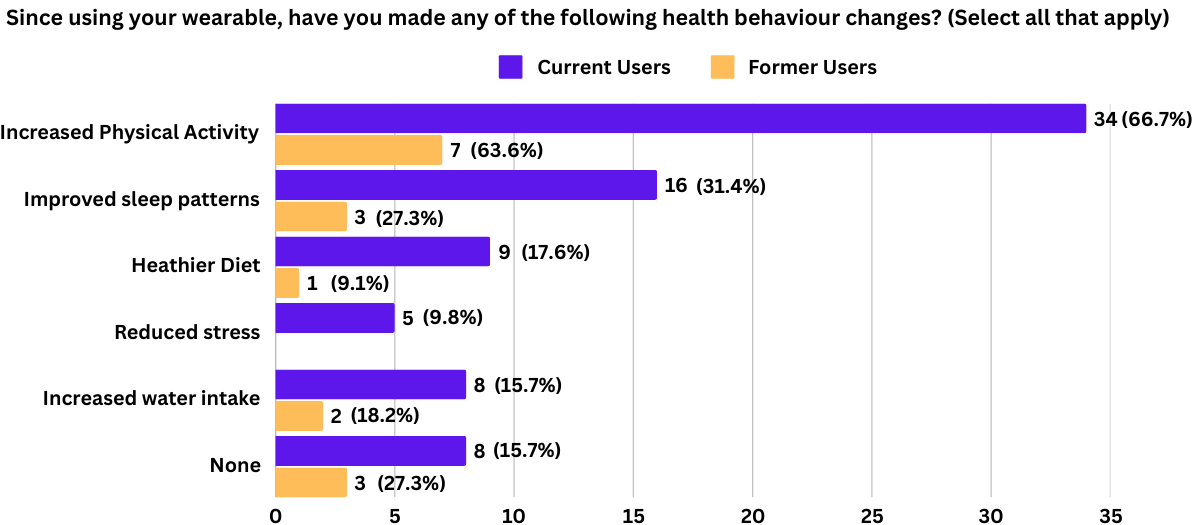 Since using your wearable, have you made any of the following health behaviour changes? (Select all that apply)
Current Users
Former Users
Increased Physical Activity
34 (66.7%)
7 (63.6%)
Improved sleep patterns
16 (31.4%)
3 (27.3%)
Heathier Diet
9 (17.6%)
1 (9.1%)
Reduced stress
5 (9.8%)
Increased water intake
8 (15.7%)
2 (18.2%)
None
8 (15.7%)
3 (27.3%)
0 5 10 15 20 25 30 35